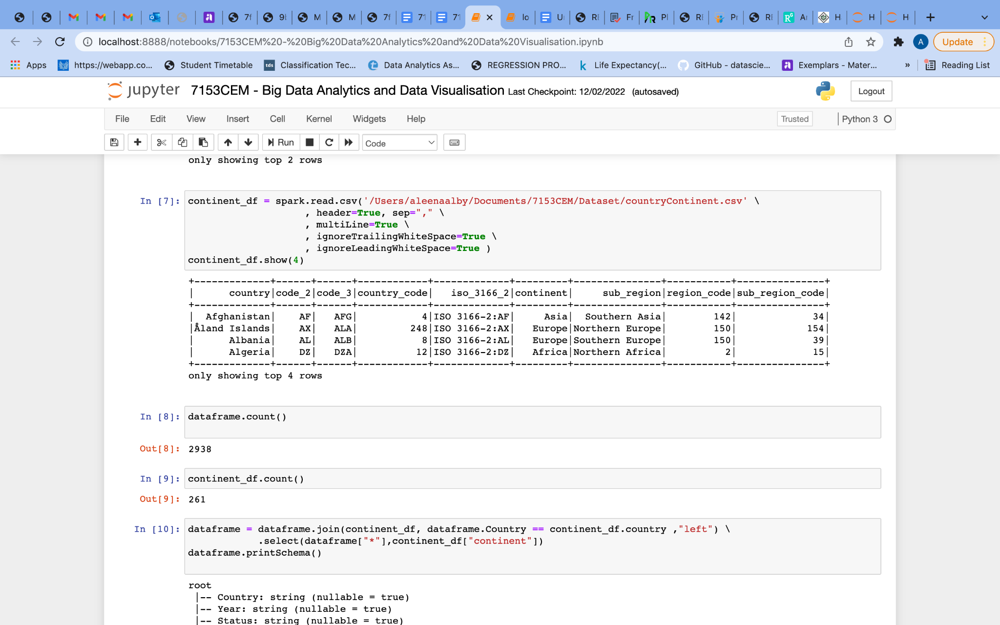 7f
9
M
M
7f
71
71
lo
U
RI
Fr
Pl
RI
Pr
RI
A
H
H
H
localhost:8888/notebooks/7153CEM%20-%20Big%20Data%20Analytics%20and%20Data%20Visualisation.ipynb
A
Update
Apps
https://webapp.co...
Student Timetable
tds
Classification Tec...
Data Analytics As...
REGRESSION PRO...
Life Expectancy(...
GitHub - datascie...
Exemplars - Mater...
»
Reading List
jupyter 7153CEM - Big Data Analytics and Data Visualisation Last Checkpoint: 12/02/2022 (autosaved)
Logout
File Edit View Insert Cell Kernel Widgets Help
Trusted
Python 3
Run
Code
only showing top 2 rows
In [7]: continent_df = spark.read.csv('/Users/aleenaalby/Documents/7153CEM/Dataset/countryContinent.csv' \
, header=True, sep="," \
, multiLine=True \
, ignoreTrailingWhiteSpace=True \
, ignoreLeadingWhiteSpace=True )
continent_df.show(4)
+-------------+------+------+------------+-------------+---------+---------------+-----------+---------------+
|      country|code_2|code_3|country_code|   iso_3166_2|continent|     sub_region|region_code|sub_region_code|
+-------------+------+------+------------+-------------+---------+---------------+-----------+---------------+
|  Afghanistan|    AF|   AFG|           4|ISO 3166-2:AF|     Asia|  Southern Asia|        142|             34|
|Åland Islands|    AX|   ALA|         248|ISO 3166-2:AX|   Europe|Northern Europe|        150|            154|
|      Albania|    AL|   ALB|           8|ISO 3166-2:AL|   Europe|Southern Europe|        150|             39|
|      Algeria|    DZ|   DZA|          12|ISO 3166-2:DZ|   Africa|Northern Africa|          2|             15|
+-------------+------+------+------------+-------------+---------+---------------+-----------+---------------+
only showing top 4 rows
In [8]: dataframe.count()
Out[8]: 2938
In [9]: continent_df.count()
Out[9]: 261
In [10]: dataframe = dataframe.join(continent_df, dataframe.Country == continent_df.country ,"left") \
.select(dataframe["*"],continent_df["continent"])
dataframe.printSchema()
root
|-- Country: string (nullable = true)
|-- Year: string (nullable = true)
|-- Status: string (nullable = true)